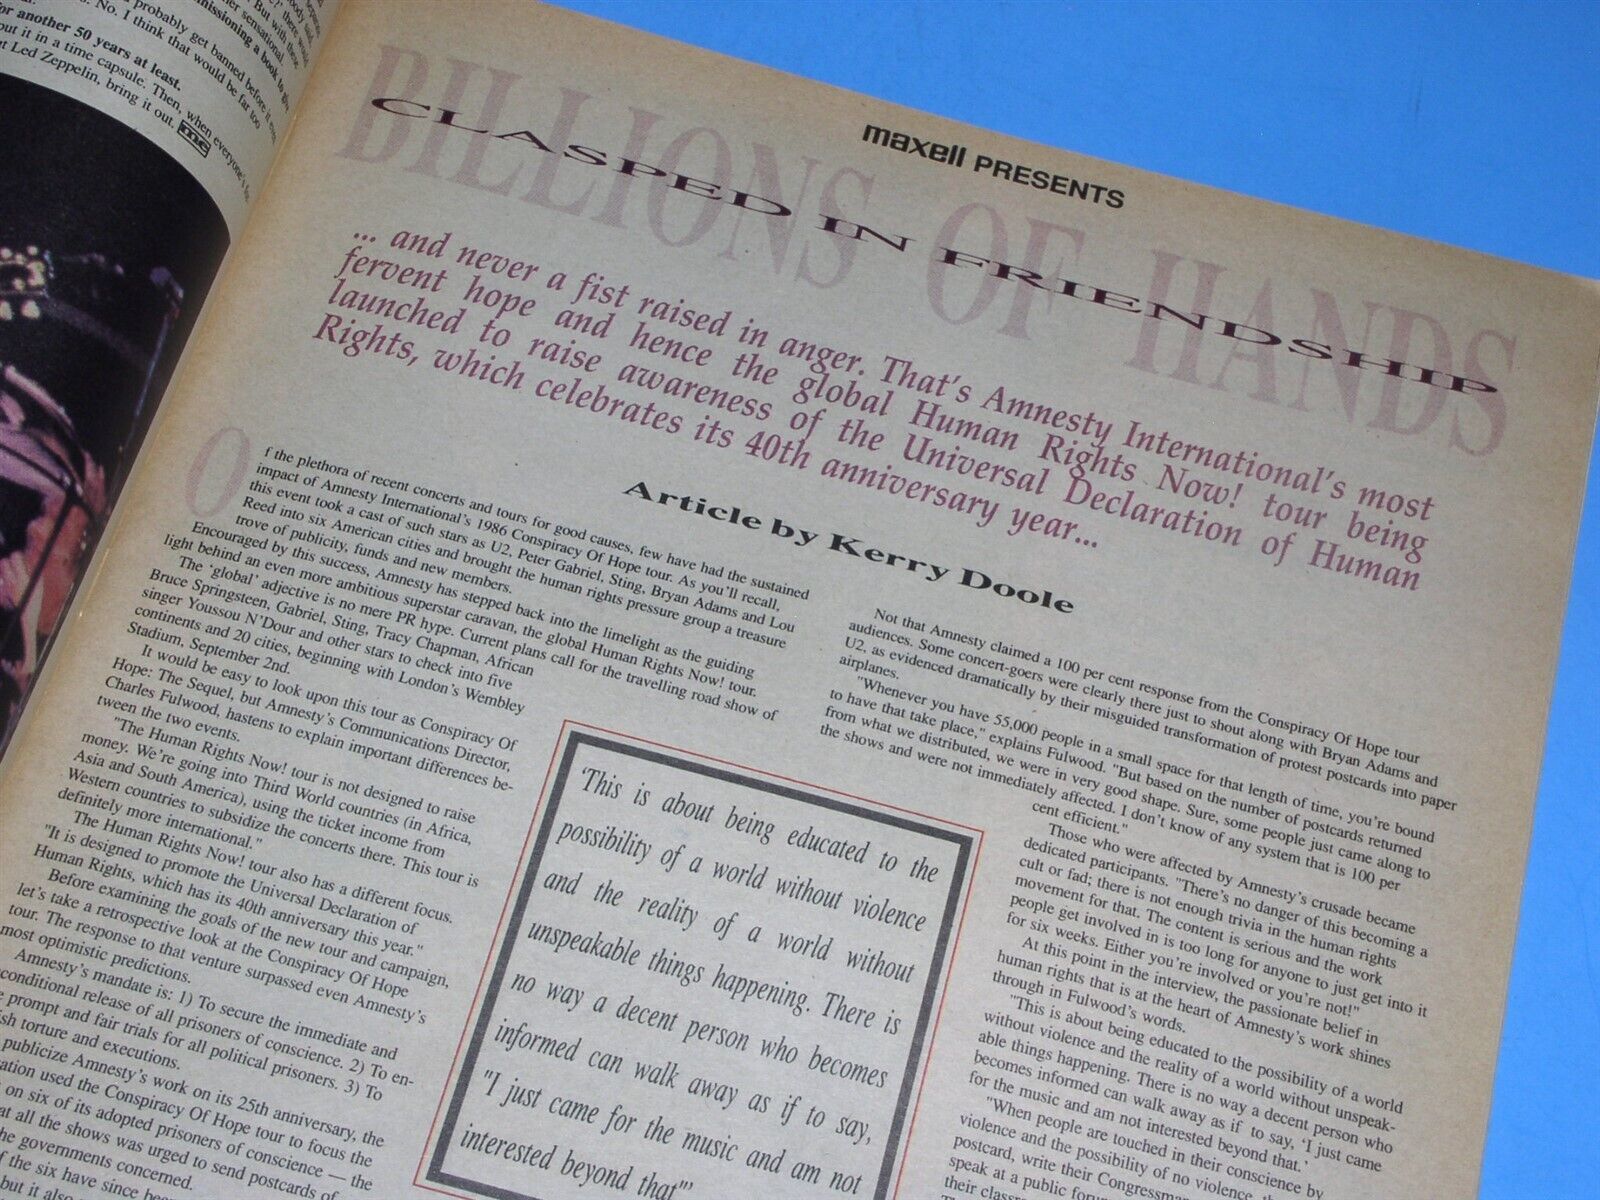 probably get banned before it even
No. I think that would be far too
for another 50 years at least.
put it in a time capsule. Then, when everyone's
Led Zeppelin, bring it out. mc
maxell PRESENTS
BILLIONS OF HANDS
CLASPED IN FRIENDSHIP
... and never a fist raised in anger. That's Amnesty International's most
fervent hope and hence the global Human Rights Now! tour being
launched to raise awareness of the Universal Declaration of Human
Rights, which celebrates its 40th anniversary year...
Article by Kerry Doole
Of the plethora of recent concerts and tours for good causes, few have had the sustained
impact of Amnesty International's 1986 Conspiracy Of Hope tour. As you'll recall,
this event took a cast of such stars as U2, Peter Gabriel, Sting, Bryan Adams and Lou
Reed into six American cities and brought the human rights pressure group a treasure
trove of publicity, funds and new members.
Encouraged by this success, Amnesty has stepped back into the limelight as the guiding
light behind an even more ambitious superstar caravan, the global Human Rights Now! tour.
The 'global' adjective is no mere PR hype. Current plans call for the travelling road show of
Bruce Springsteen, Gabriel, Sting, Tracy Chapman, African
singer Youssou N'Dour and other stars to check into five
continents and 20 cities, beginning with London's Wembley
Stadium, September 2nd.
It would be easy to look upon this tour as Conspiracy Of
Hope: The Sequel, but Amnesty's Communications Director,
Charles Fulwood, hastens to explain important differences be-
tween the two events.
"The Human Rights Now! tour is not designed to raise
money. We're going into Third World countries (in Africa,
Asia and South America), using the ticket income from
Western countries to subsidize the concerts there. This tour is
definitely more international."
The Human Rights Now! tour also has a different focus.
"It is designed to promote the Universal Declaration of
Human Rights, which has its 40th anniversary this year."
Before examining the goals of the new tour and campaign,
let's take a retrospective look at the Conspiracy Of Hope
tour. The response to that venture surpassed even Amnesty's
most optimistic predictions.
Amnesty's mandate is: 1) To secure the immediate and
conditional release of all prisoners of conscience. 2) To en-
prompt and fair trials for all political prisoners. 3) To
ish torture and executions.
publicize Amnesty's work on its 25th anniversary, the
ation used the Conspiracy Of Hope tour to focus the
on six of its adopted prisoners of conscience — the
at all the shows was urged to send postcards of
he governments concerned.
f the six have since
but it also
'This is about being educated to the
possibility of a world without violence
and the reality of a world without
unspeakable things happening. There is
no way a decent person who becomes
informed can walk away as if to say,
"I just came for the music and am not
interested beyond that"'
Not that Amnesty claimed a 100 per cent response from the Conspiracy Of Hope tour
audiences. Some concert-goers were clearly there just to shout along with Bryan Adams and
U2, as evidenced dramatically by their misguided transformation of protest postcards into paper
airplanes.
"Whenever you have 55,000 people in a small space for that length of time, you're bound
to have that take place," explains Fulwood. "But based on the number of postcards returned
from what we distributed, we were in very good shape. Sure, some people just came along to
the shows and were not immediately affected. I don't know of any system that is 100 per
cent efficient."
Those who were affected by Amnesty's crusade became
dedicated participants. "There's no danger of this becoming a
cult or fad; there is not enough trivia in the human rights
movement for that. The content is serious and the work
people get involved in is too long for anyone to just get into it
for six weeks. Either you're involved or you're not!"
At this point in the interview, the passionate belief in
human rights that is at the heart of Amnesty's work shines
through in Fulwood's words.
"This is about being educated to the possibility of a world
without violence and the reality of a world without unspeak-
able things happening. There is no way a decent person who
becomes informed can walk away as if to say, 'I just came
for the music and am not interested beyond that.'
"When people are touched in their conscience by
violence and the possibility of no violence,
postcard, write their Congressman
speak at a public forum
their